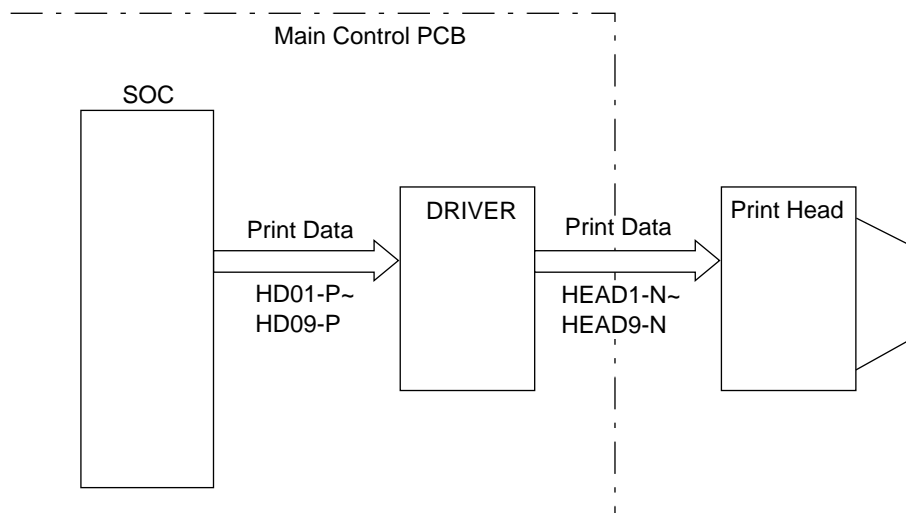 Main Control PCB
SOC
DRIVER
Print Head
Print Data
Print Data
HD01-P~
HD09-P
HEAD1-N~
HEAD9-N